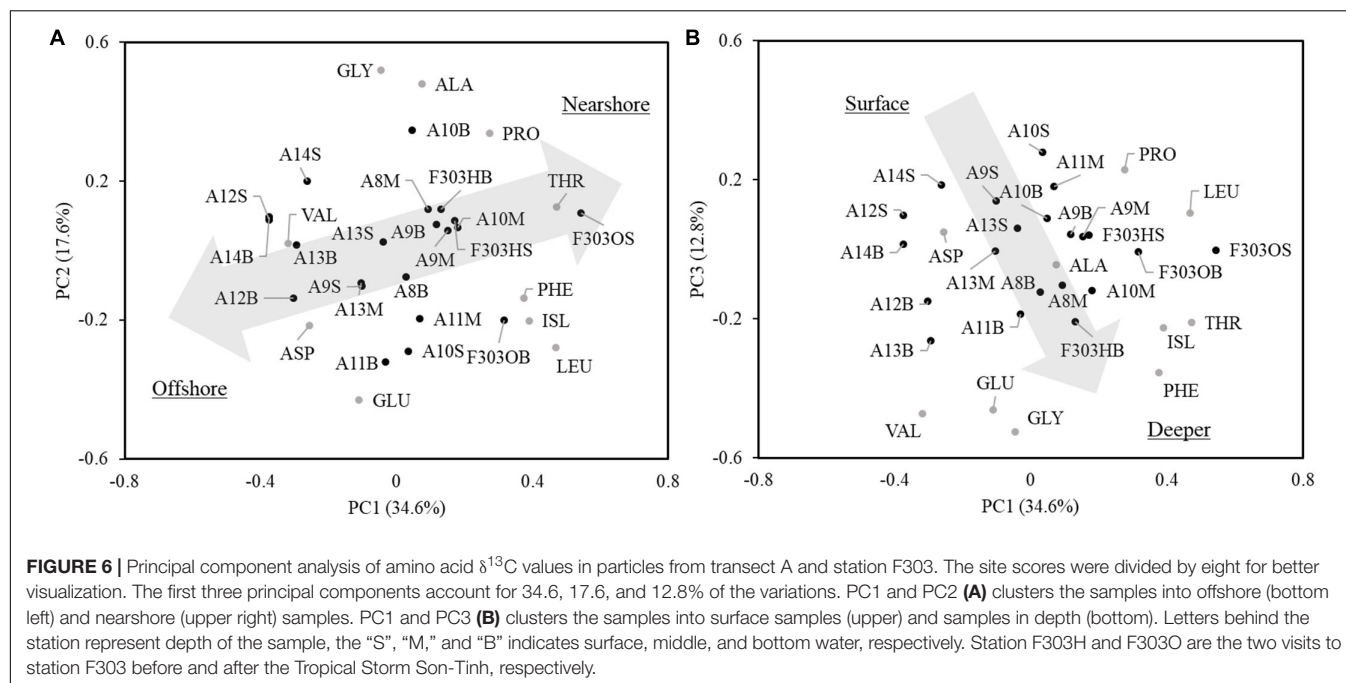 A
B
0.6
0.2
-0.2
-0.6
-0.8
-0.4
0
0.4
0.8
PC1 (34.6%)
PC2 (17.6%)
GLY
ALA
Nearshore
A10B
PRO
A14S
A8M
F303HB
THR
A12S
VAL
A13S
A9B
A10M
F303OS
A14B
A13B
F303HS
A9M
A12B
A9S
A8B
A13M
PHE
ASP
A11M
ISL
Offshore
A11B
A10S
F303OB
LEU
GLU
0.6
0.2
-0.2
-0.6
-0.8
-0.4
0
0.4
0.8
PC1 (34.6%)
PC3 (12.8%)
Surface
A10S
A11M
PRO
A14S
A9S
A10B
LEU
A12S
A9B
A9M
A13S
F303HS
F303OS
A14B
ASP
ALA
F303OB
A13M
A8B
A12B
A8M
A10M
A11B
THR
A13B
F303HB
ISL
GLU
PHE
VAL
GLY
Deeper
FIGURE 6 | Principal component analysis of amino acid δ¹³C values in particles from transect A and station F303. The site scores were divided by eight for better
visualization. The first three principal components account for 34.6, 17.6, and 12.8% of the variations. PC1 and PC2 (A) clusters the samples into offshore (bottom
left) and nearshore (upper right) samples. PC1 and PC3 (B) clusters the samples into surface samples (upper) and samples in depth (bottom). Letters behind the
station represent depth of the sample, the “S”, “M,” and “B” indicates surface, middle, and bottom water, respectively. Station F303H and F303O are the two visits to
station F303 before and after the Tropical Storm Son-Tinh, respectively.